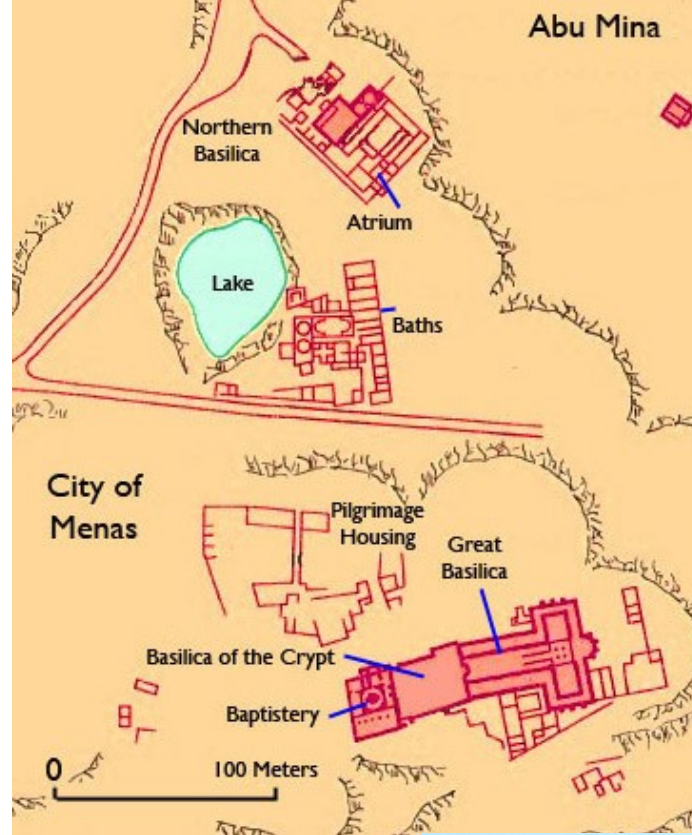 Abu Mina
Northern
Basilica
Atrium
Lake
Baths
City of
Menas
Pilgrimage
Housing
Great
Basilica
Basilica of the Crypt
Baptistery
0
100 Meters